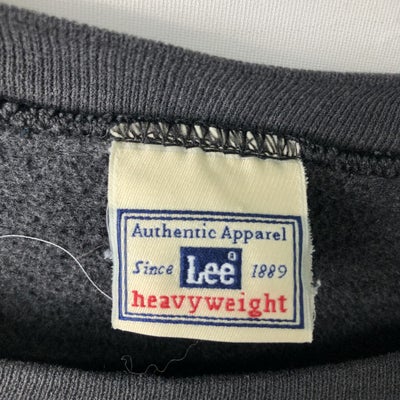 Authentic Apparel
Since Lee 1889
heavyweight